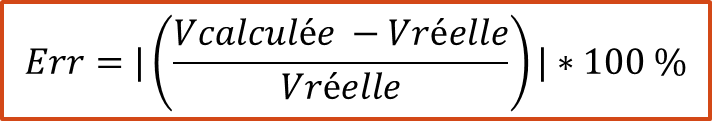 Err = |(Vcalculée − Vréelle / Vréelle)| * 100 %